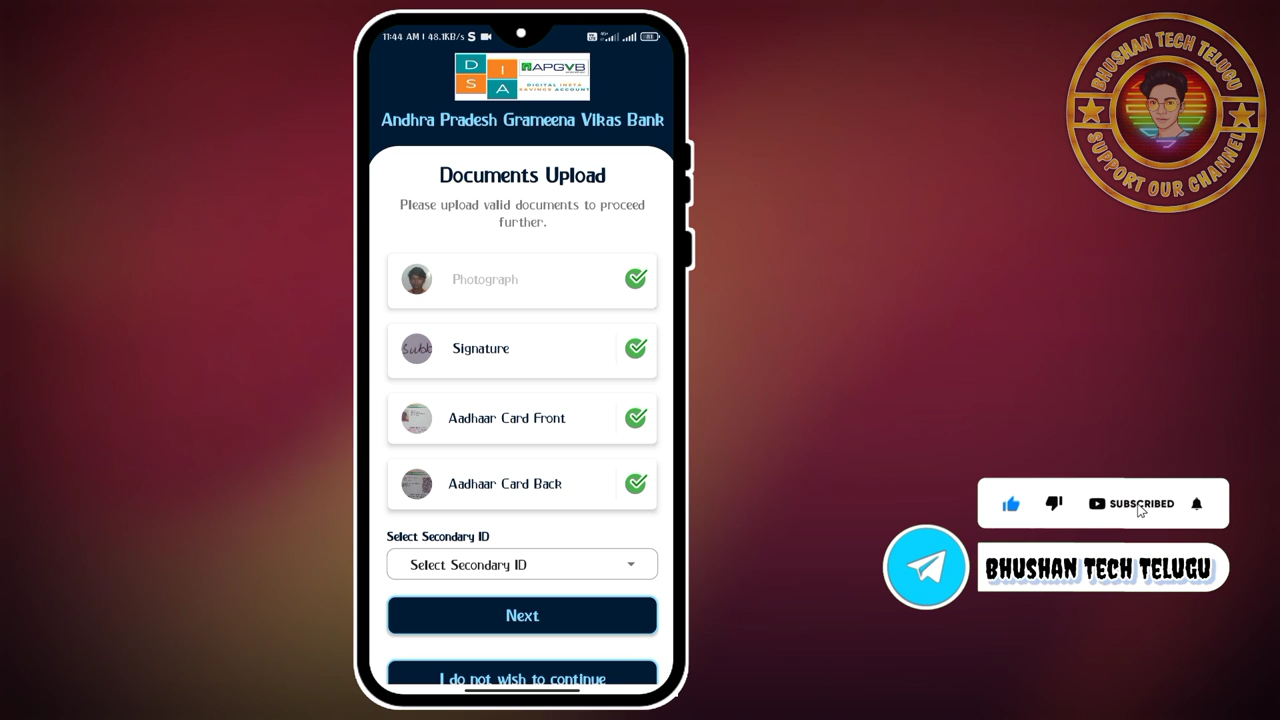 11:44 AM | 48.1KB/s
81
D
I
S
A
APGVB
DIGITAL INSTA
SAVINGS ACCOUNT
Andhra Pradesh Grameena Vikas Bank
Documents Upload
Please upload valid documents to proceed
further.
Photograph
Subb
Signature
Aadhaar Card Front
Aadhaar Card Back
Select Secondary ID
Select Secondary ID
Next
I do not wish to continue
BHUSHAN TECH TELUGU
SUPPORT OUR CHANNEL
SUBSCRIBED
BHUSHAN TECH TELUGU